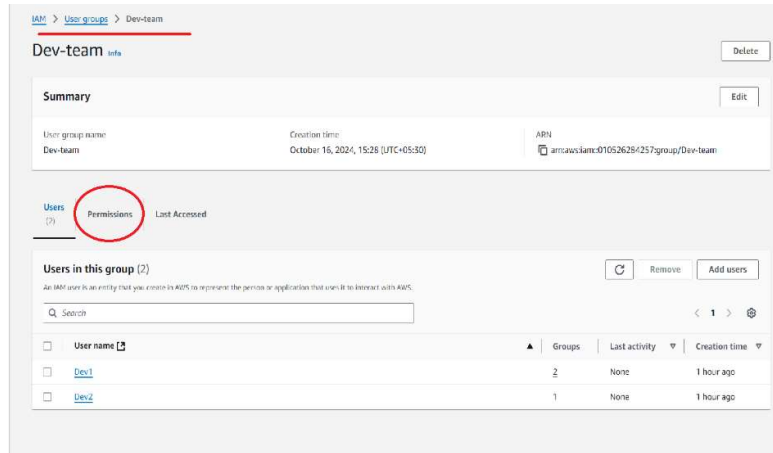 IAM > User groups > Dev-team
Dev-team Info
Delete
Summary
Edit
User group name
Creation time
ARN
Dev-team
October 16, 2024, 15:28 (UTC+05:30)
arn:aws:iam::010526284257:group/Dev-team
Users
(2)
Permissions
Last Accessed
Users in this group (2)
Remove
Add users
An IAM user is an entity that you create in AWS to represent the person or application that uses it to interact with AWS.
Search
< 1 >
User name
Groups
Last activity
Creation time
Dev1
2
None
1 hour ago
Dev2
1
None
1 hour ago